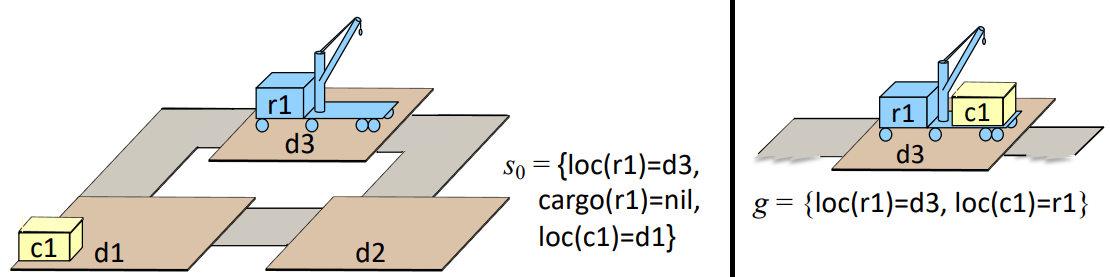 r1
d3
c1
d1
d2
s₀ = {loc(r1)=d3,
cargo(r1)=nil,
loc(c1)=d1}
r1
c1
d3
g = {loc(r1)=d3, loc(c1)=r1}